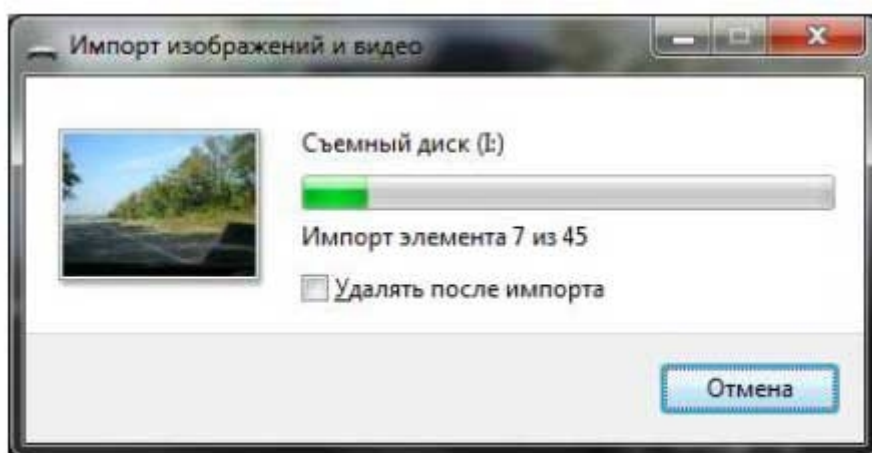 Импорт изображений и видео
Съемный диск (I:)
Импорт элемента 7 из 45
Удалять после импорта
Отмена